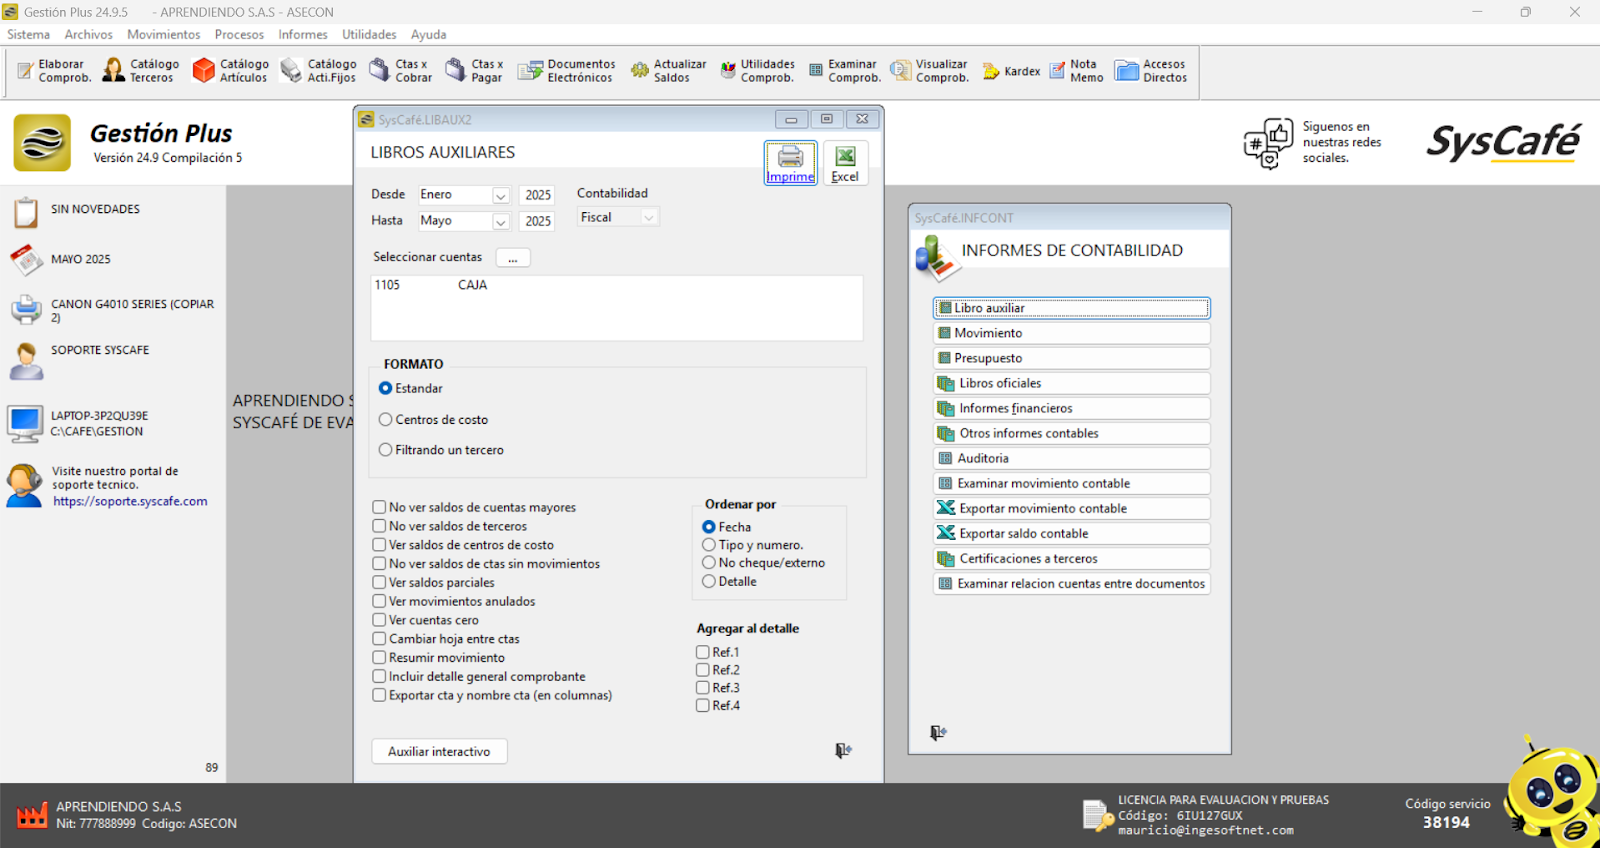 Gestión Plus 24.9.5 - APRENDIENDO S.A.S - ASECON
Sistema Archivos Movimientos Procesos Informes Utilidades Ayuda
Elaborar Comprob.
Catálogo Terceros
Catálogo Artículos
Catálogo Acti.Fijos
Ctas x Cobrar
Ctas x Pagar
Documentos Electrónicos
Actualizar Saldos
Utilidades Comprob.
Examinar Comprob.
Visualizar Comprob.
Kardex
Nota Memo
Accesos Directos
Gestión Plus
Versión 24.9 Compilación 5
Siguenos en
nuestras redes
sociales.
SysCafé
SIN NOVEDADES
MAYO 2025
CANON G4010 SERIES (COPIAR
2)
SOPORTE SYSCAFE
LAPTOP-3P2QU39E
C:\CAFE\GESTION
Visite nuestro portal de
soporte tecnico.
https://soporte.syscafe.com
89
APRENDIENDO S
SYSCAFÉ DE EVA
SysCafé.LIBAUX2
LIBROS AUXILIARES
Imprime
Excel
Desde Enero 2025
Hasta Mayo 2025
Contabilidad
Fiscal
Seleccionar cuentas ...
1105 CAJA
FORMATO
Estandar
Centros de costo
Filtrando un tercero
No ver saldos de cuentas mayores
No ver saldos de terceros
Ver saldos de centros de costo
No ver saldos de ctas sin movimientos
Ver saldos parciales
Ver movimientos anulados
Ver cuentas cero
Cambiar hoja entre ctas
Resumir movimiento
Incluir detalle general comprobante
Exportar cta y nombre cta (en columnas)
Ordenar por
Fecha
Tipo y numero.
No cheque/externo
Detalle
Agregar al detalle
Ref.1
Ref.2
Ref.3
Ref.4
Auxiliar interactivo
SysCafé.INFCONT
INFORMES DE CONTABILIDAD
Libro auxiliar
Movimiento
Presupuesto
Libros oficiales
Informes financieros
Otros informes contables
Auditoria
Examinar movimiento contable
Exportar movimiento contable
Exportar saldo contable
Certificaciones a terceros
Examinar relacion cuentas entre documentos
APRENDIENDO S.A.S
Nit: 777888999 Codigo: ASECON
LICENCIA PARA EVALUACION Y PRUEBAS
Código: 6IU127GUX
mauricio@ingesoftnet.com
Código servicio
38194